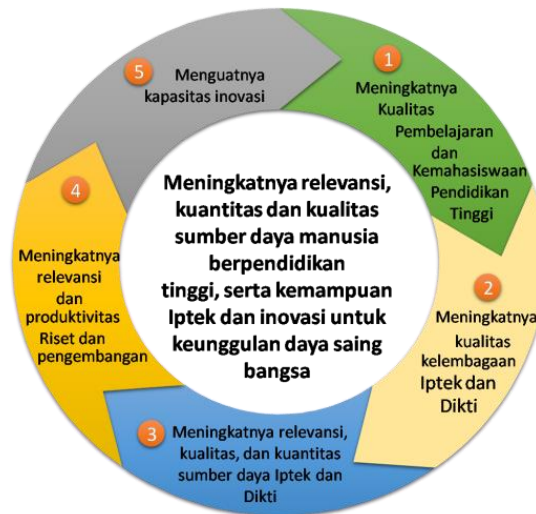 1
Meningkatnya
Kualitas
Pembelajaran
dan
Kemahasiswaan
Pendidikan
Tinggi
2
Meningkatnya
kualitas
kelembagaan
Iptek dan
Dikti
3
Meningkatnya relevansi,
kualitas, dan kuantitas
sumber daya Iptek dan
Dikti
4
Meningkatnya
relevansi
dan
produktivitas
Riset dan
pengembangan
5
Menguatnya
kapasitas inovasi
Meningkatnya relevansi,
kuantitas dan kualitas
sumber daya manusia
berpendidikan
tinggi, serta kemampuan
Iptek dan inovasi untuk
keunggulan daya saing
bangsa